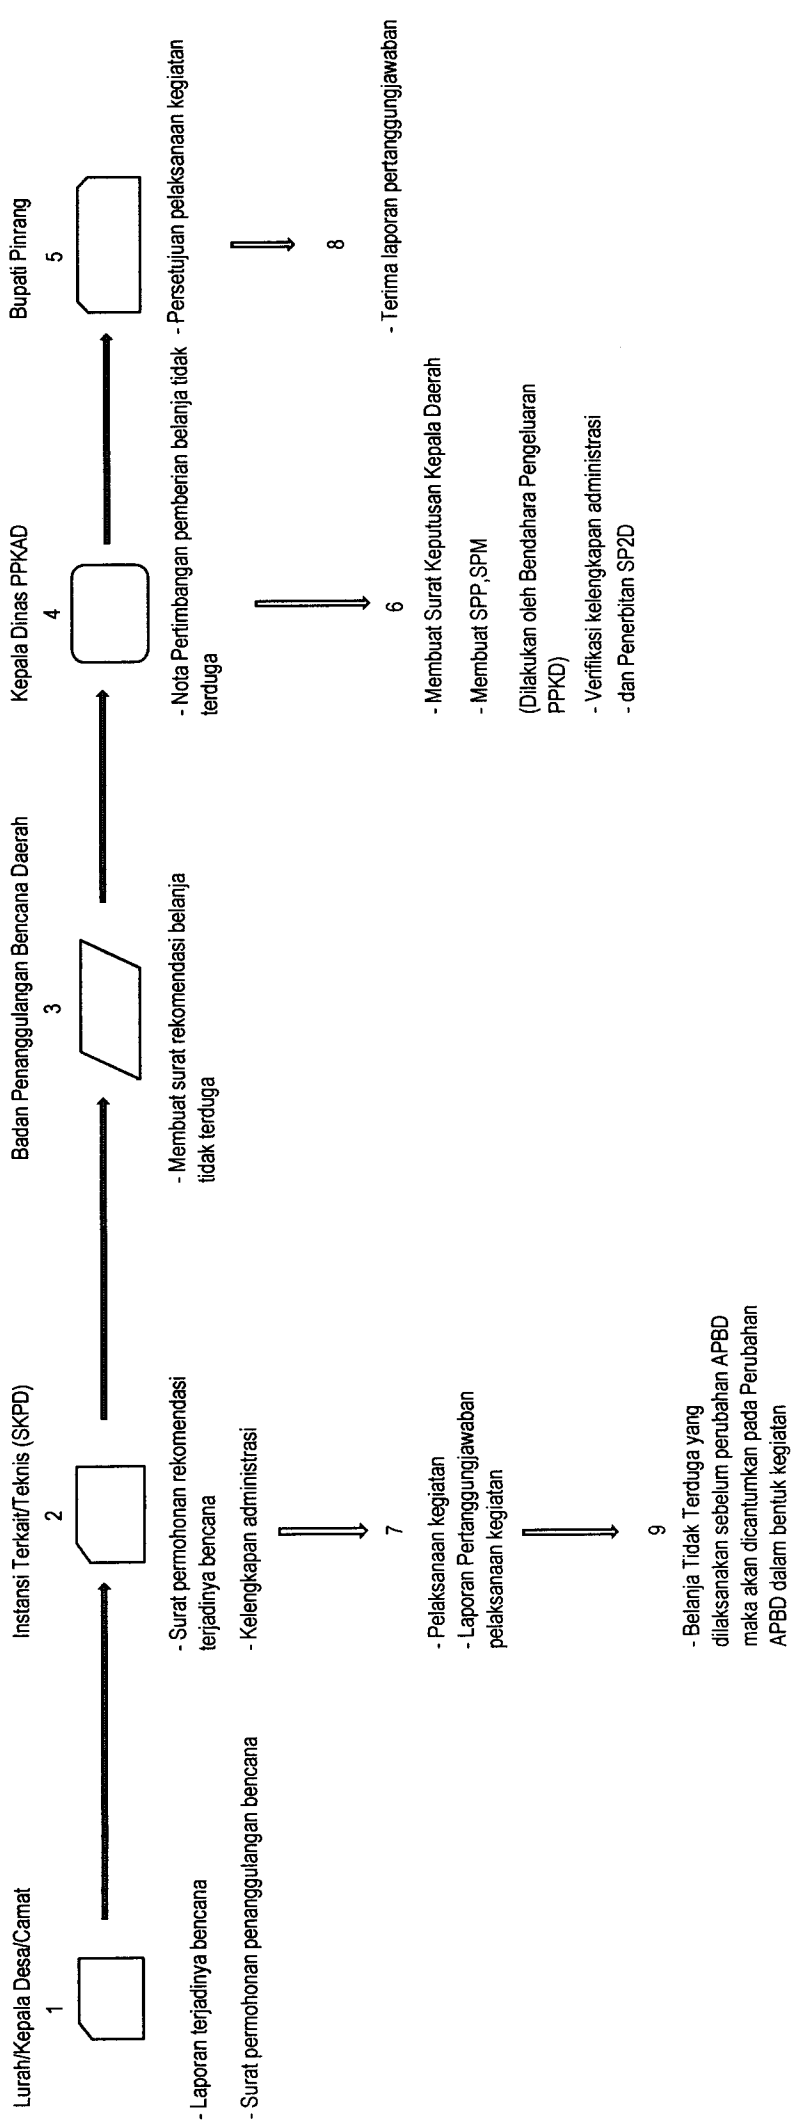 Lurah/Kepala Desa/Camat
1
- Laporan terjadinya bencana
- Surat permohonan penanggulangan bencana
Instansi Terkait/Teknis (SKPD)
2
- Surat permohonan rekomendasi
terjadinya bencana
- Kelengkapan administrasi
7
- Pelaksanaan kegiatan
- Laporan Pertanggungjawaban
pelaksanaan kegiatan
9
- Belanja Tidak Terduga yang
dilaksanakan sebelum perubahan APBD
maka akan dicantumkan pada Perubahan
APBD dalam bentuk kegiatan
Badan Penanggulangan Bencana Daerah
3
- Membuat surat rekomendasi belanja
tidak terduga
Kepala Dinas PPKAD
4
- Nota Pertimbangan pemberian belanja tidak
terduga
6
- Membuat Surat Keputusan Kepala Daerah
- Membuat SPP,SPM
(Dilakukan oleh Bendahara Pengeluaran
PPKD)
- Verifikasi kelengkapan administrasi
- dan Penerbitan SP2D
Bupati Pinrang
5
- Persetujuan pelaksanaan kegiatan
8
- Terima laporan pertanggungjawaban